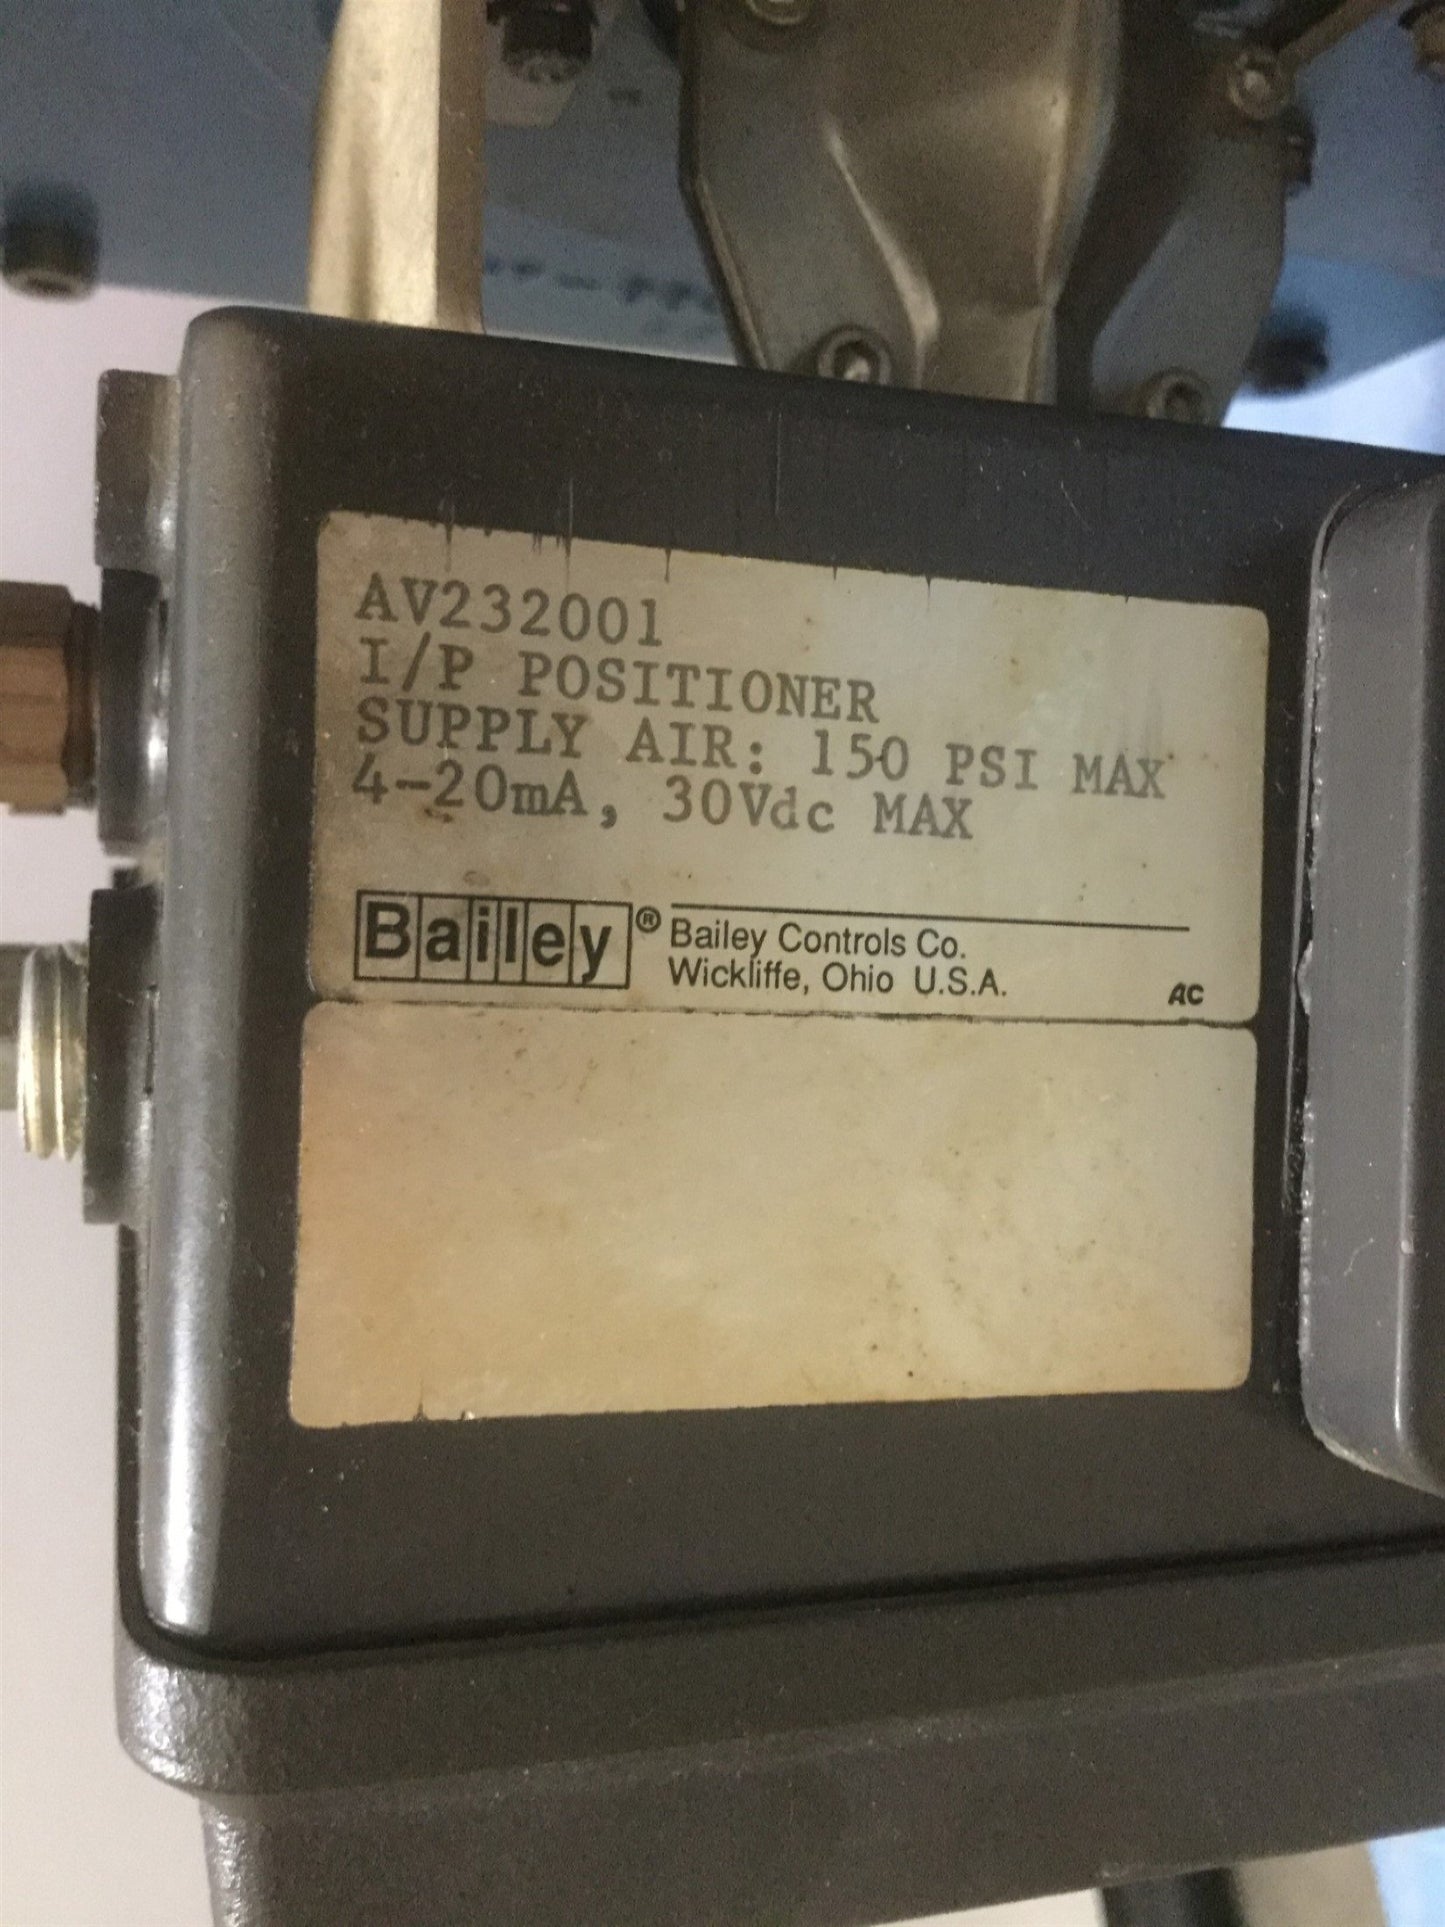 AV232001
I/P POSITIONER
SUPPLY AIR: 150 PSI MAX
4-20mA, 30Vdc MAX
Bailey® Bailey Controls Co.
Wickliffe, Ohio U.S.A.
AC